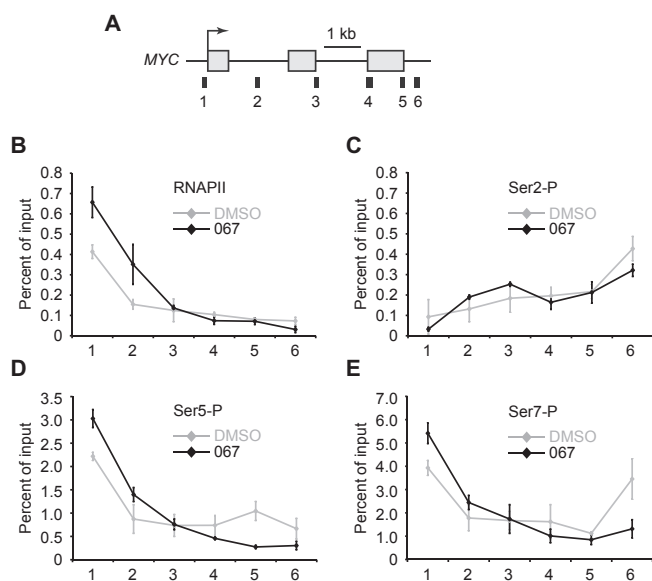 A
1 kb
MYC
1 2 3 4 5 6
B
RNAPII
DMSO
067
Percent of input
0.8
0.7
0.6
0.5
0.4
0.3
0.2
0.1
0
1 2 3 4 5 6
C
Ser2-P
DMSO
067
Percent of input
0.8
0.7
0.6
0.5
0.4
0.3
0.2
0.1
0
1 2 3 4 5 6
D
Ser5-P
DMSO
067
Percent of input
3.5
3.0
2.5
2.0
1.5
1.0
0.5
0
1 2 3 4 5 6
E
Ser7-P
DMSO
067
Percent of input
7.0
6.0
5.0
4.0
3.0
2.0
1.0
0
1 2 3 4 5 6